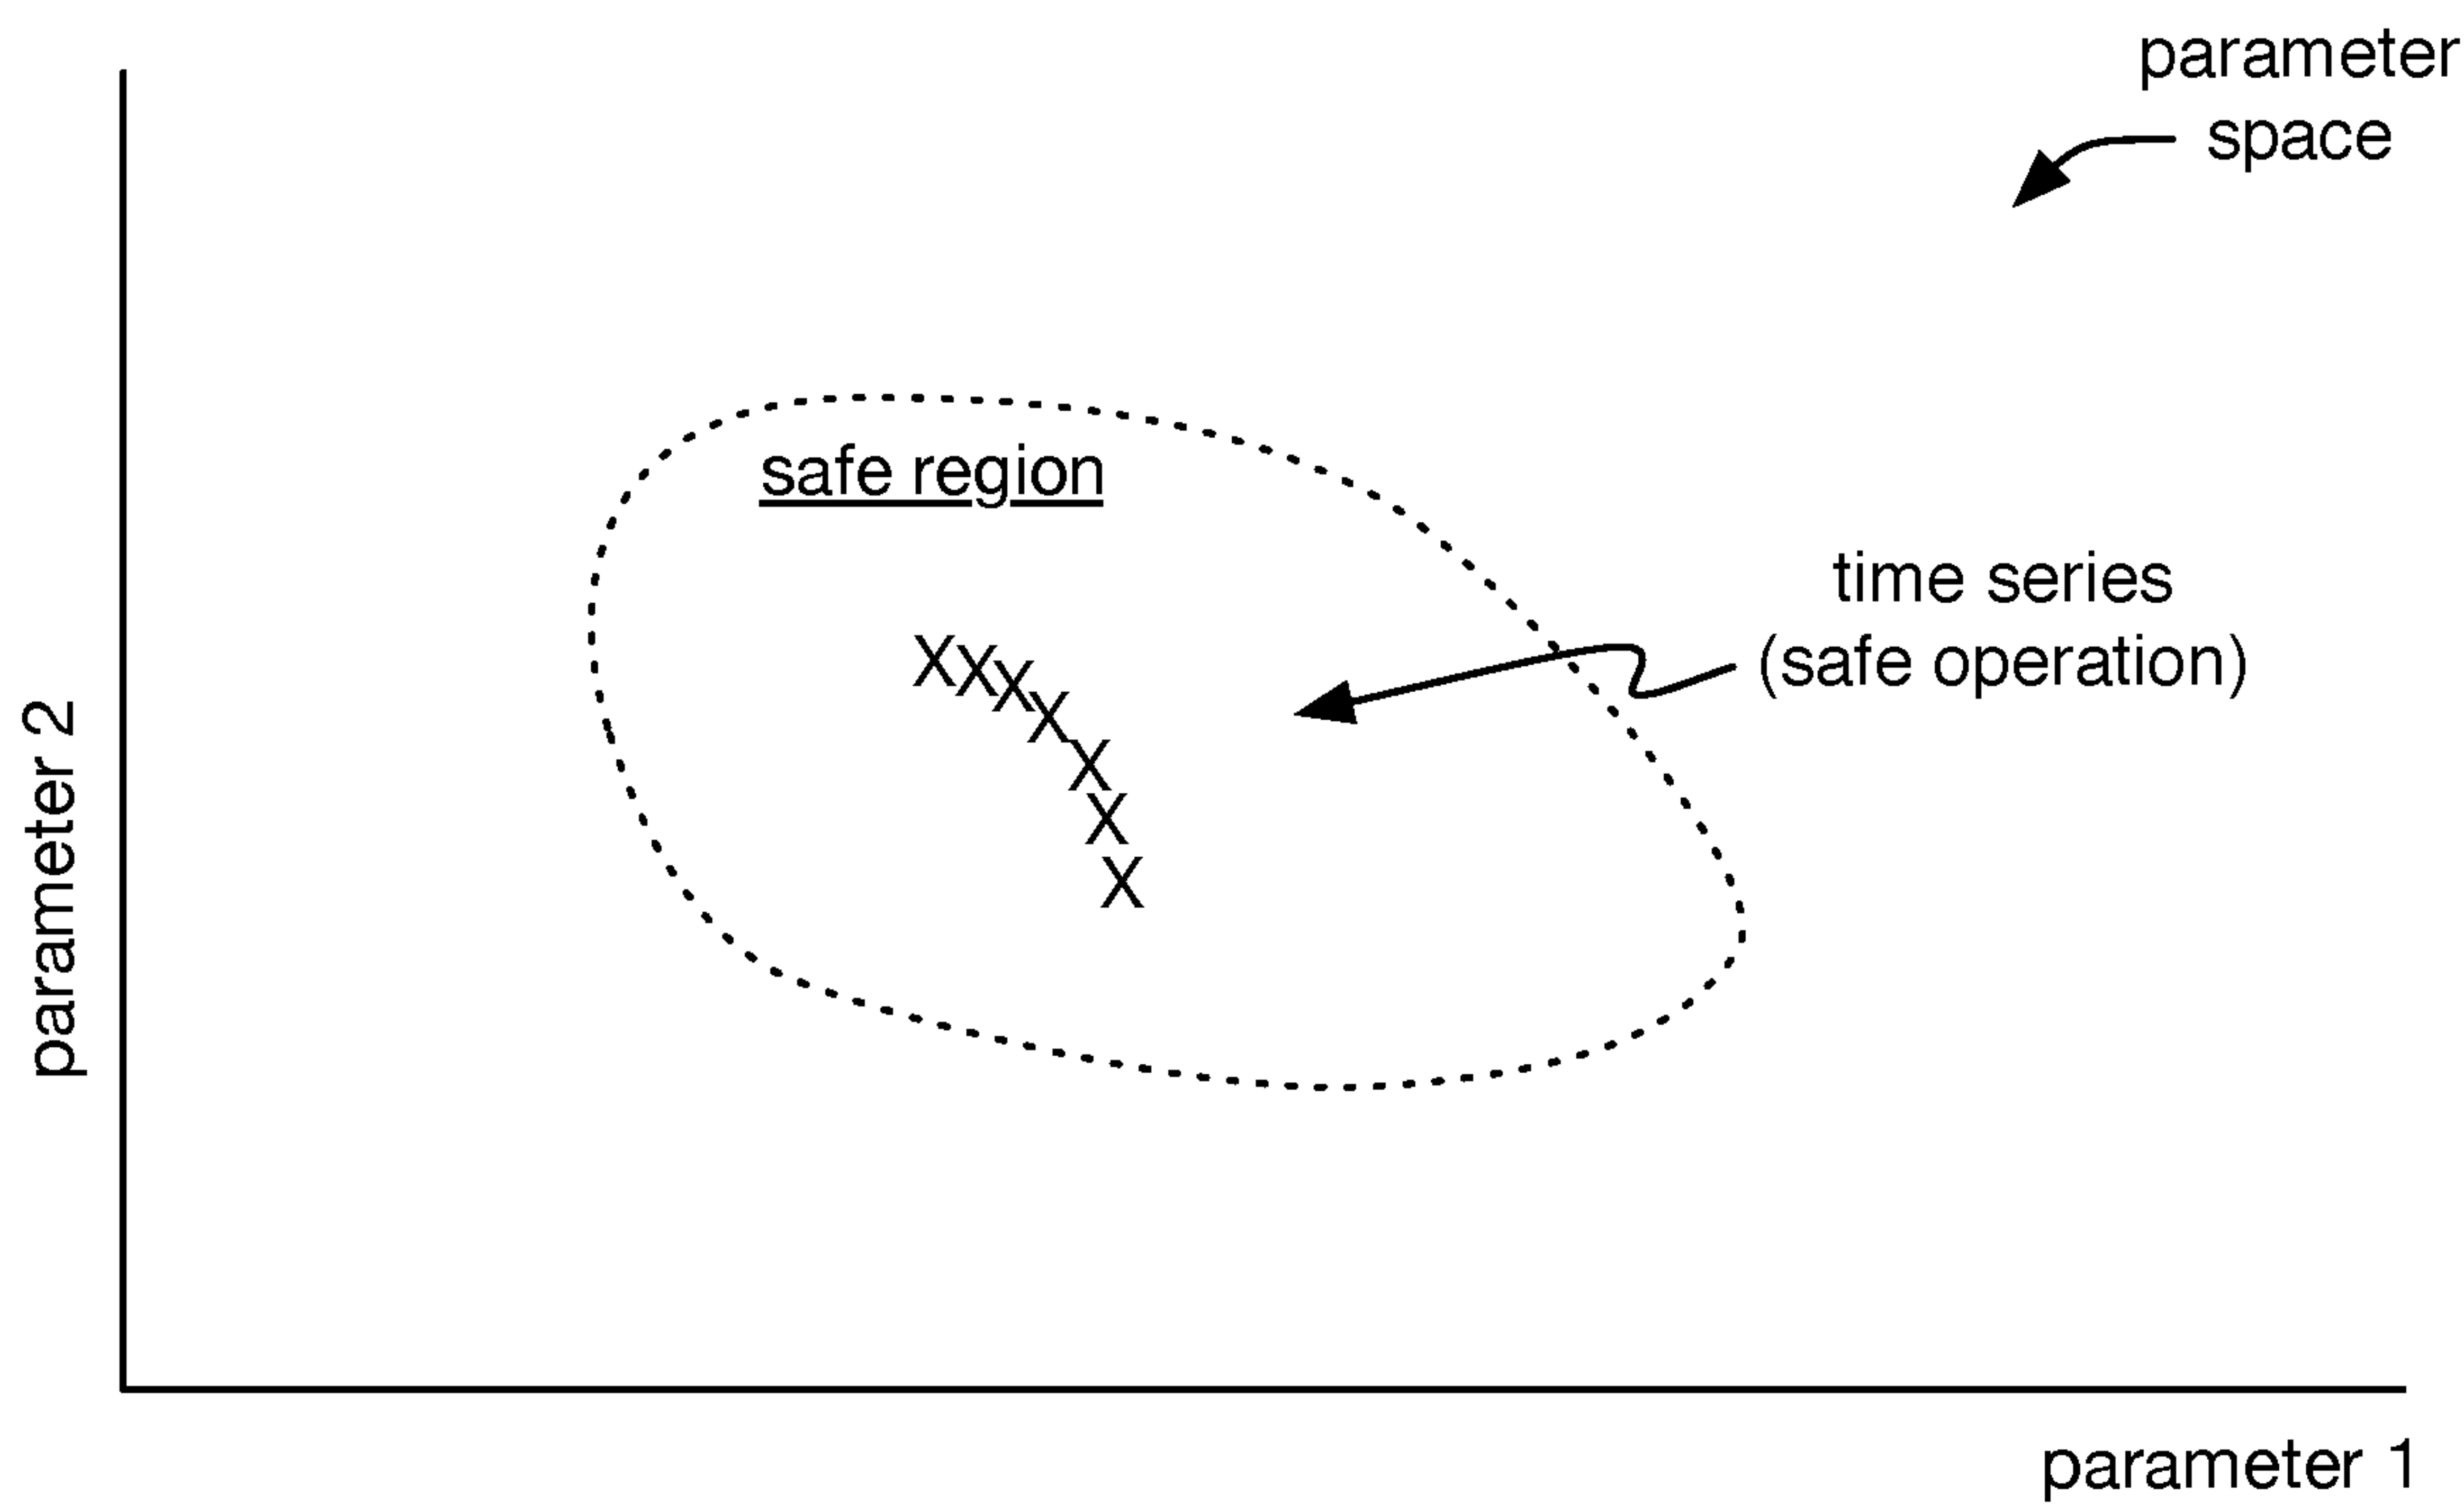 parameter
space
safe region
time series
(safe operation)
X
X
X
X
X
X
X
parameter 2
parameter 1